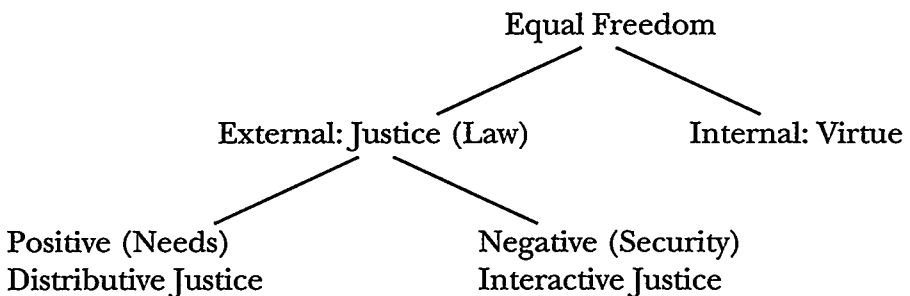 Equal Freedom
External: Justice (Law)
Internal: Virtue
Positive (Needs)
Distributive Justice
Negative (Security)
Interactive Justice